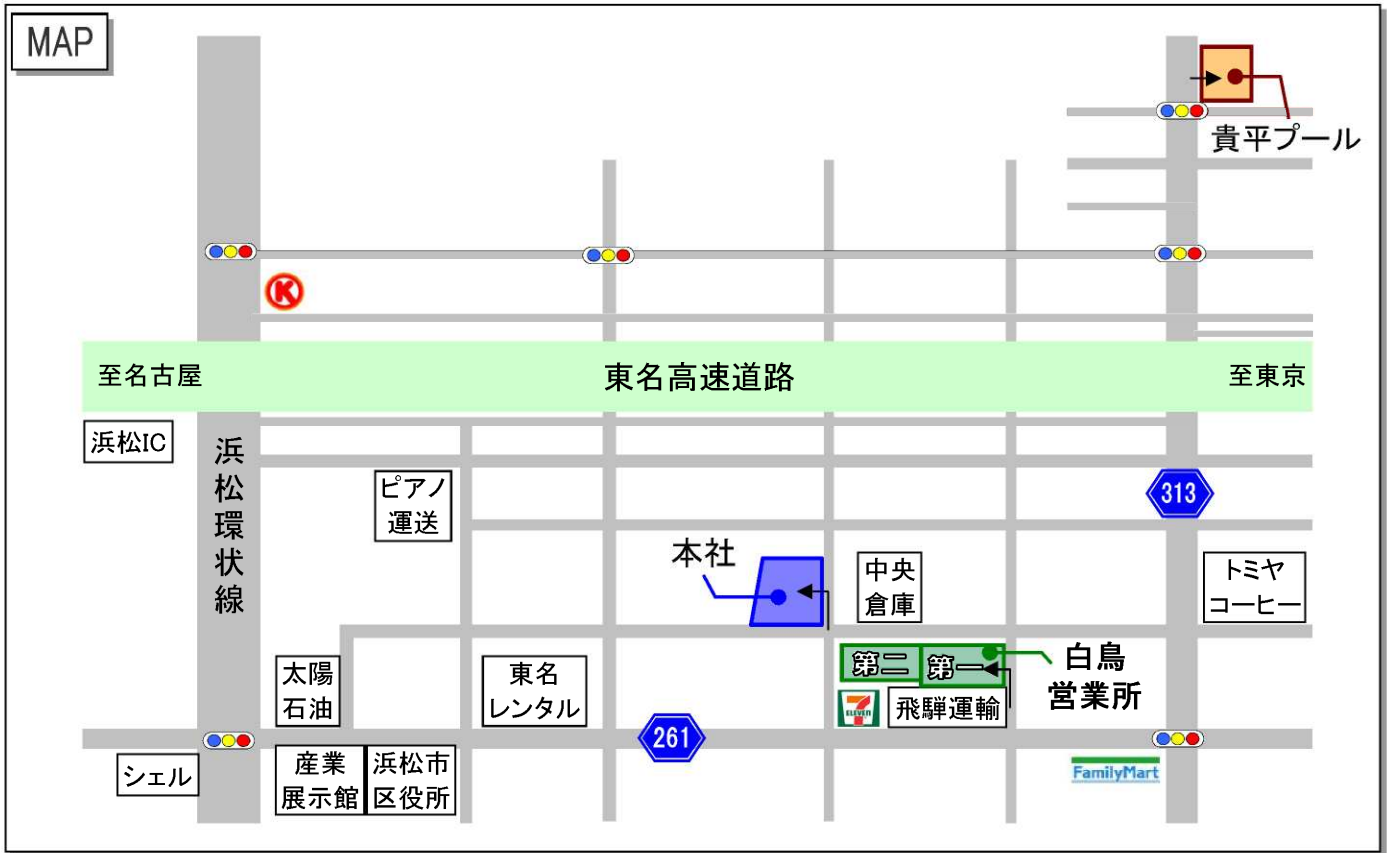 MAP
貴平プール
K
至名古屋
東名高速道路
至東京
浜松IC
浜松環状線
ピアノ
運送
313
本社
中央
倉庫
トミヤ
コーヒー
太陽
石油
東名
レンタル
第二
第一
白鳥
営業所
7
ELEVEN
飛騨運輸
261
シェル
産業
展示館
浜松市
区役所
FamilyMart